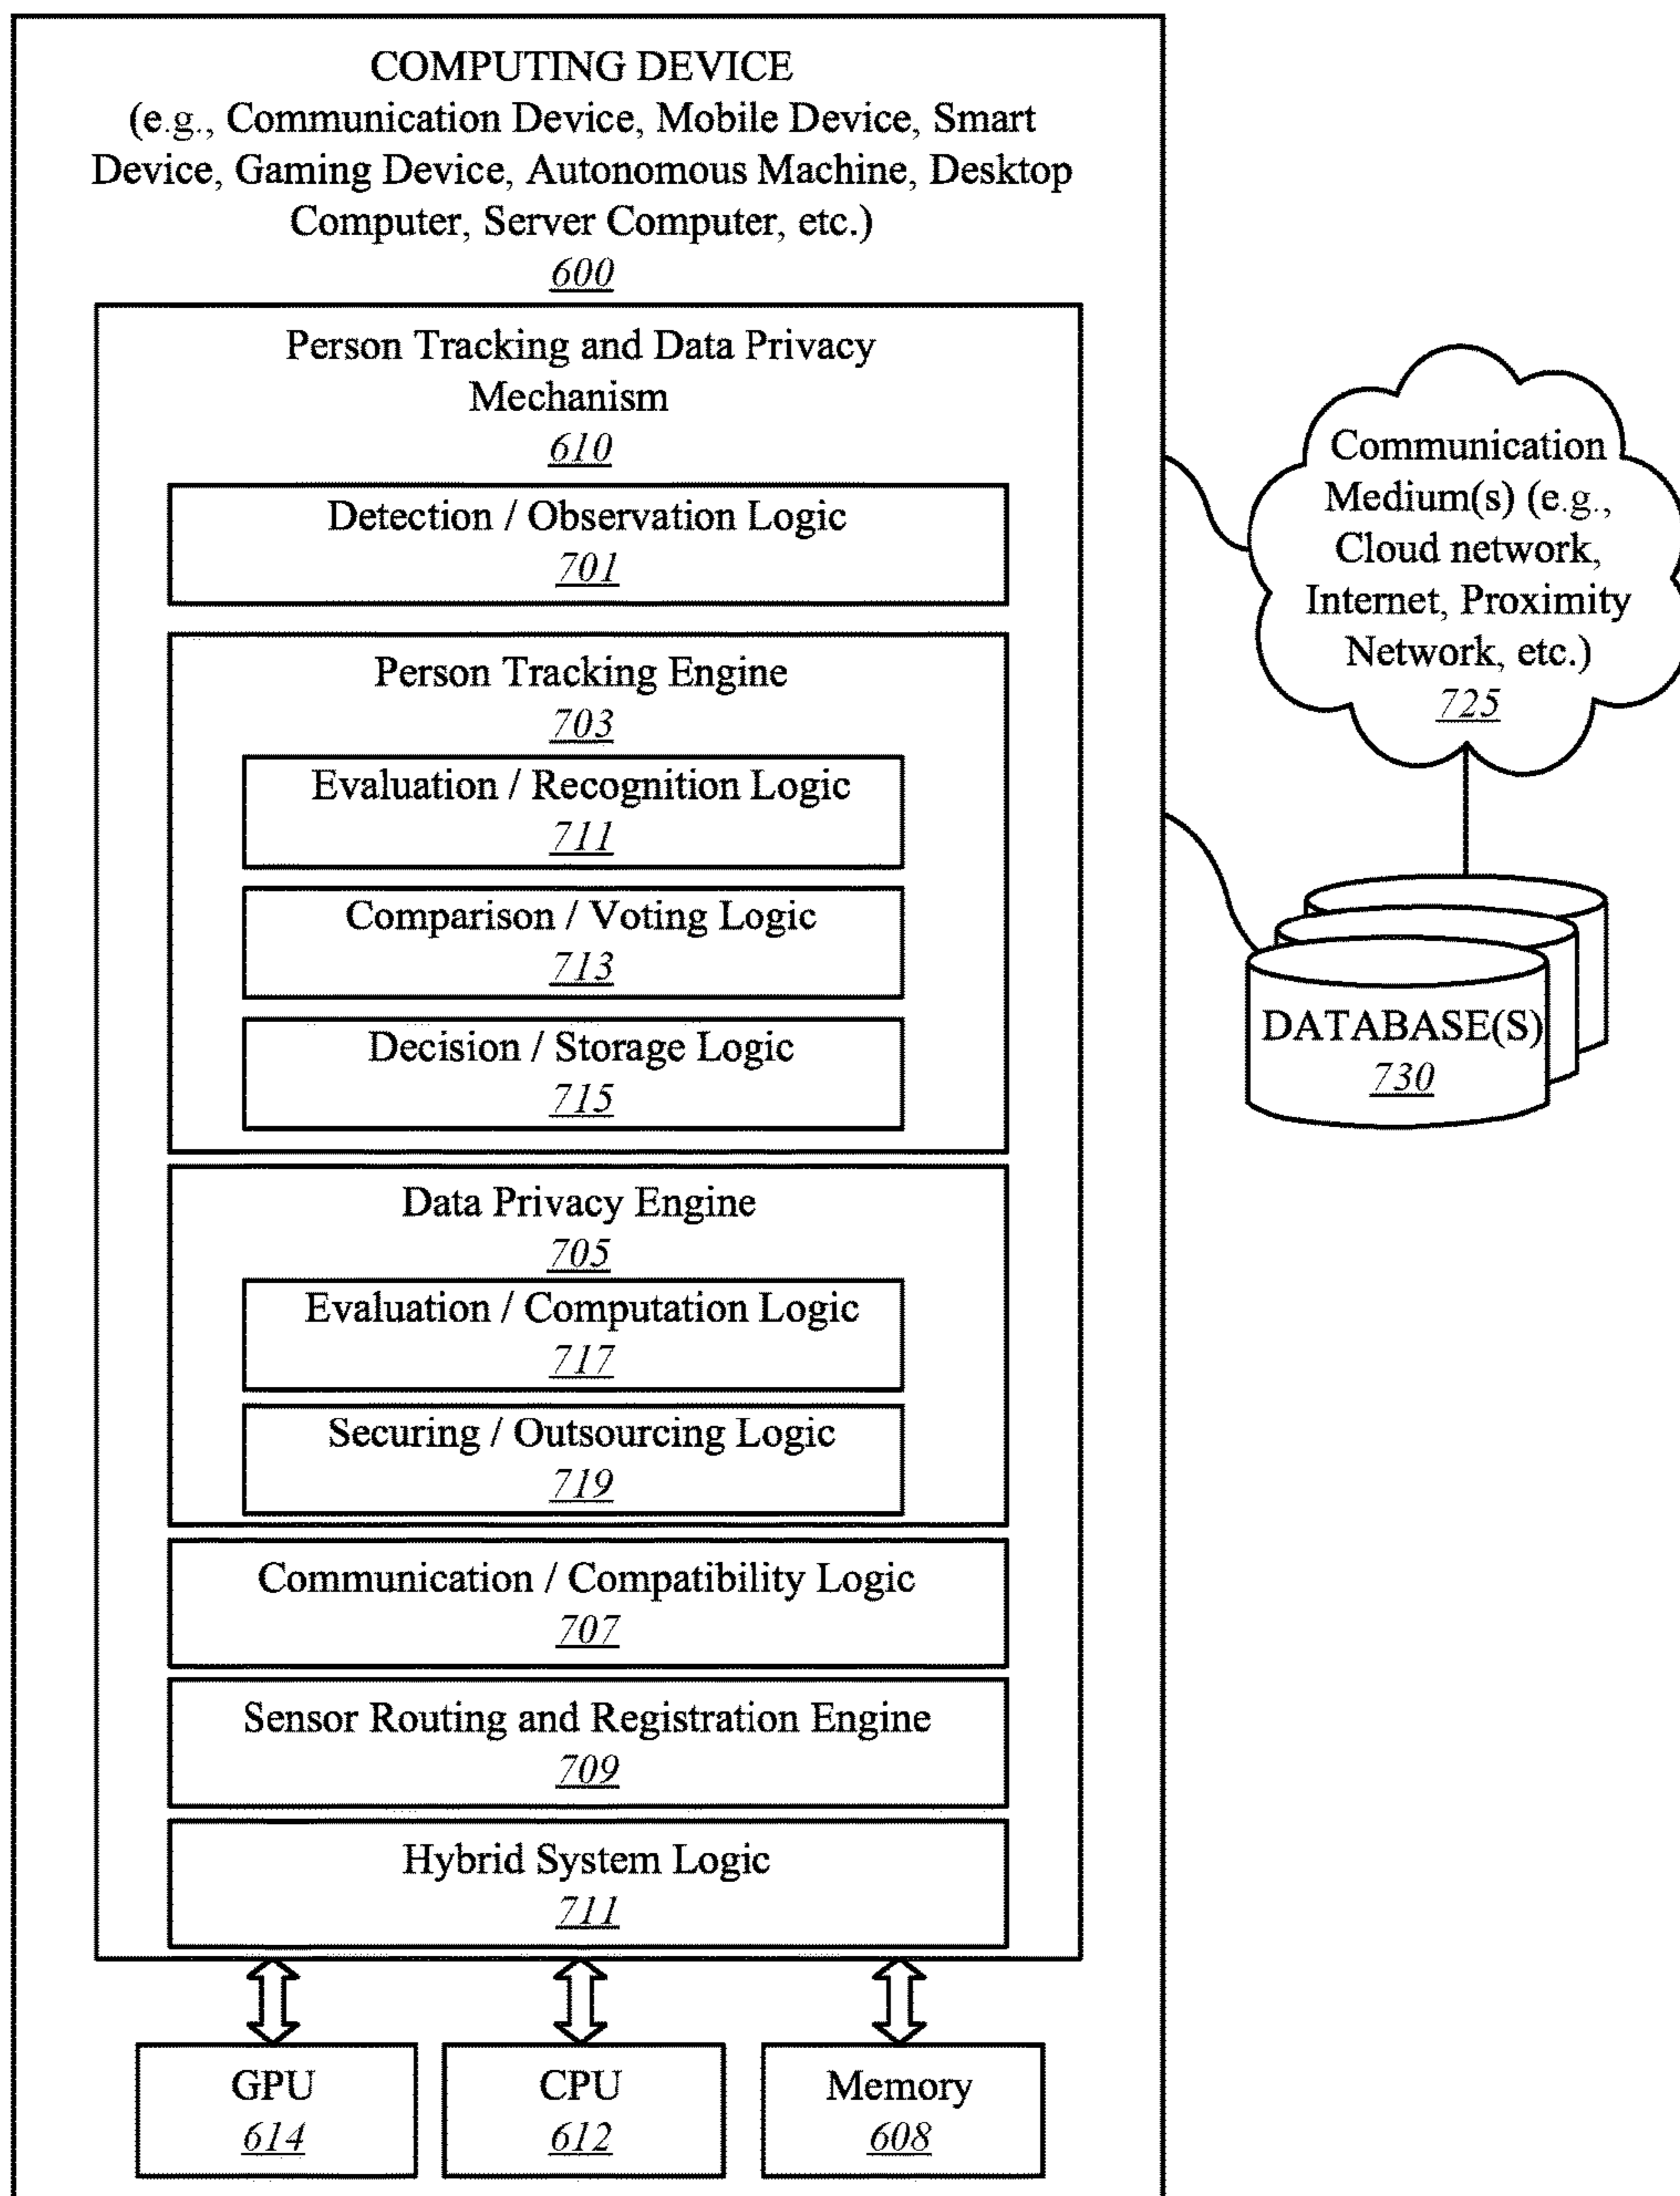 COMPUTING DEVICE
(e.g., Communication Device, Mobile Device, Smart
Device, Gaming Device, Autonomous Machine, Desktop
Computer, Server Computer, etc.)
600
Person Tracking and Data Privacy
Mechanism
610
Detection / Observation Logic
701
Person Tracking Engine
703
Evaluation / Recognition Logic
711
Comparison / Voting Logic
713
Decision / Storage Logic
715
Data Privacy Engine
705
Evaluation / Computation Logic
717
Securing / Outsourcing Logic
719
Communication / Compatibility Logic
707
Sensor Routing and Registration Engine
709
Hybrid System Logic
711
GPU
614
CPU
612
Memory
608
Communication
Medium(s) (e.g.,
Cloud network,
Internet, Proximity
Network, etc.)
725
DATABASE(S)
730